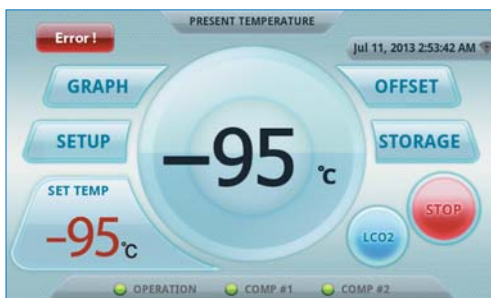 PRESENT TEMPERATURE
Error !
Jul 11, 2013 2:53:42 AM
GRAPH
OFFSET
SETUP
STORAGE
−95 ℃
SET TEMP
−95℃
STOP
LCO2
OPERATION COMP #1 COMP #2